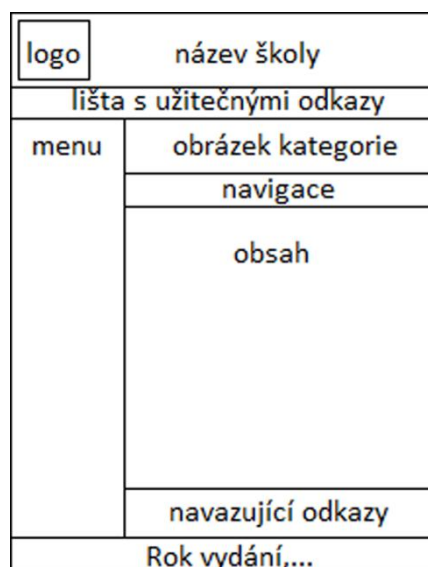 logo
název školy
lišta s užitečnými odkazy
menu
obrázek kategorie
navigace
obsah
navazující odkazy
Rok vydání,...